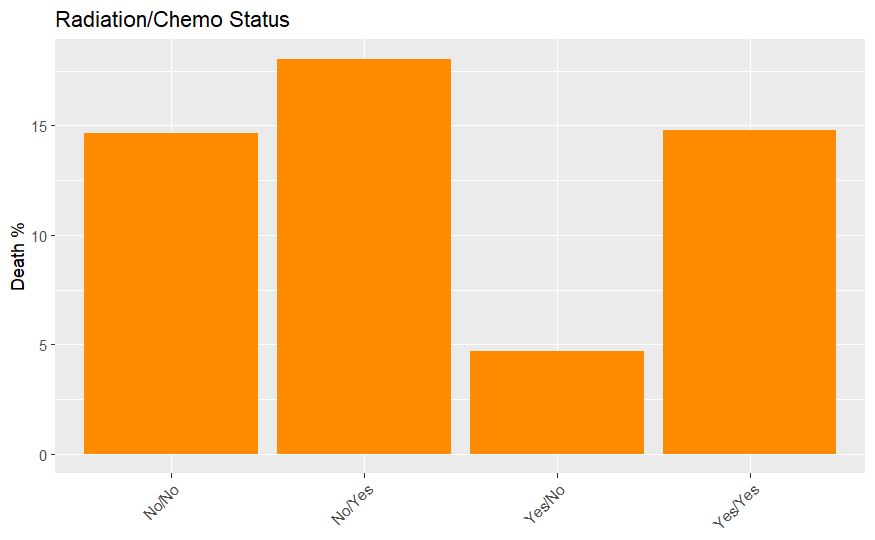 Radiation/Chemo Status
Death %
15
10
5
0
No/No
No/Yes
Yes/No
Yes/Yes